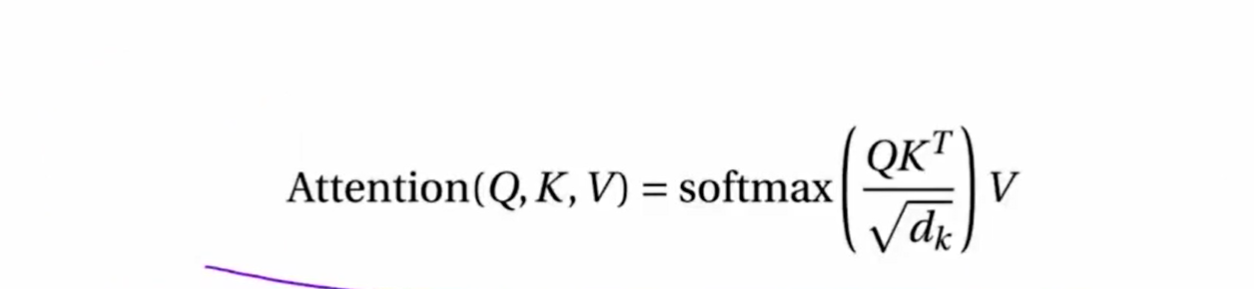 Attention(Q, K, V) = softmax(QK^T / √d_k) V